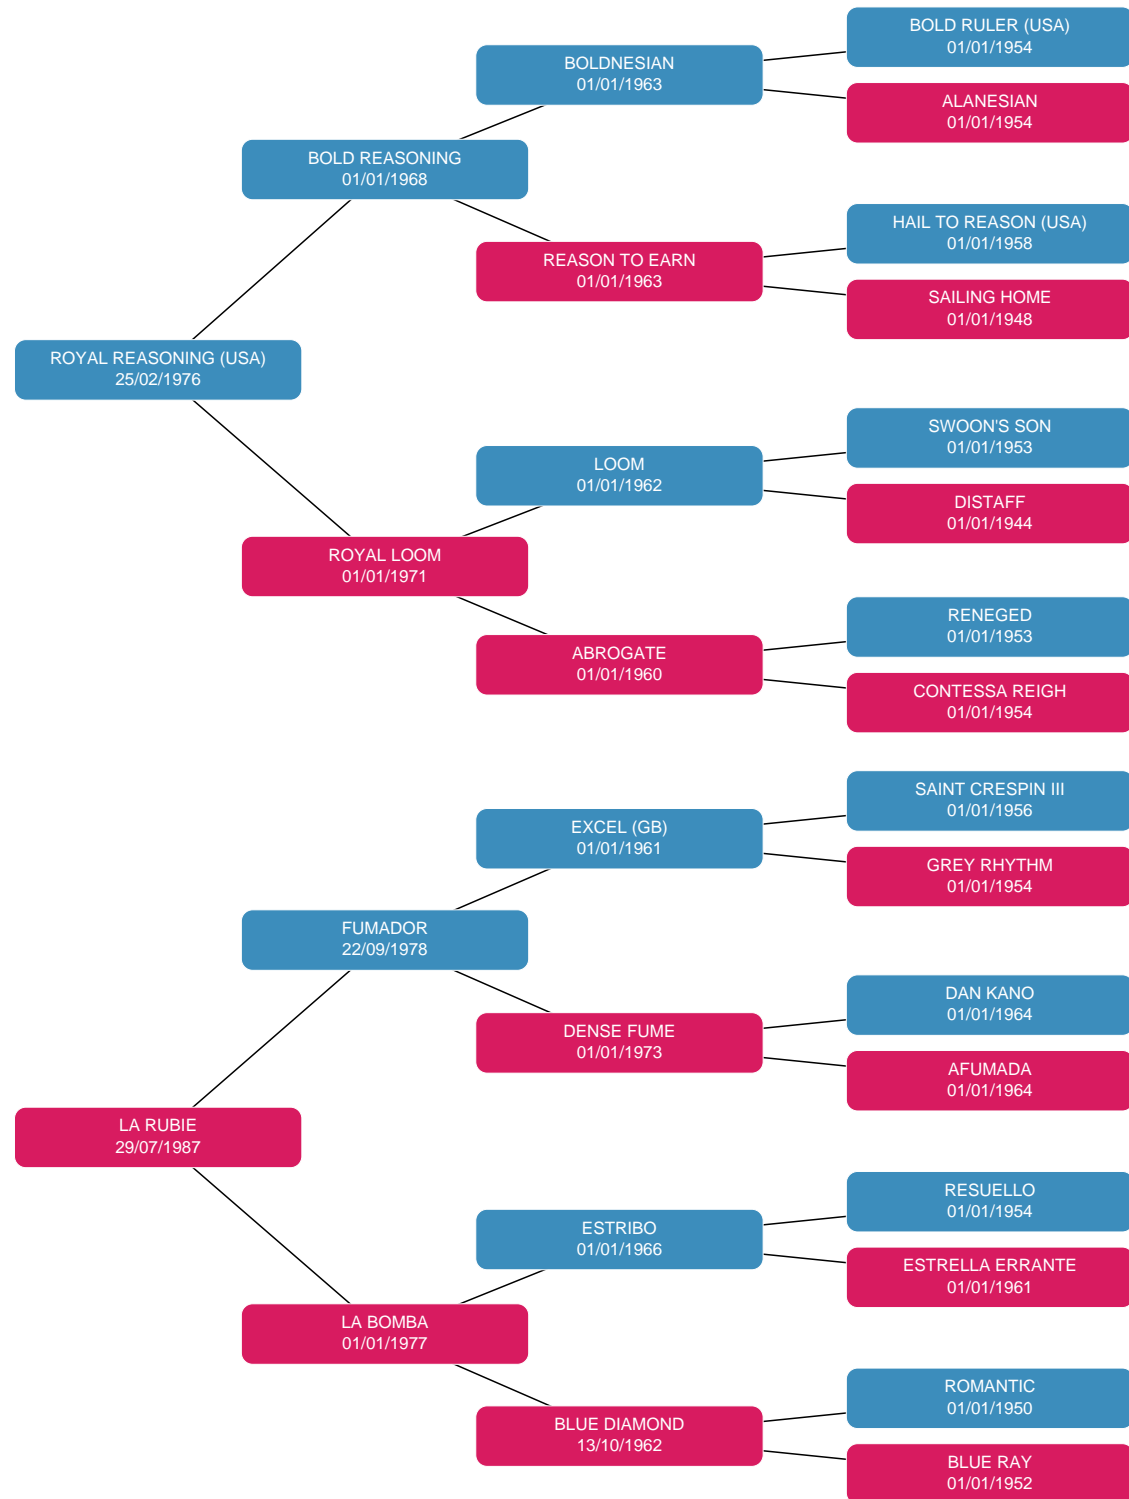 BOLD RULER (USA)
01/01/1954
BOLDNESIAN
01/01/1963
ALANESIAN
01/01/1954
BOLD REASONING
01/01/1968
HAIL TO REASON (USA)
01/01/1958
REASON TO EARN
01/01/1963
SAILING HOME
01/01/1948
ROYAL REASONING (USA)
25/02/1976
SWOON'S SON
01/01/1953
LOOM
01/01/1962
DISTAFF
01/01/1944
ROYAL LOOM
01/01/1971
RENEGED
01/01/1953
ABROGATE
01/01/1960
CONTESSA REIGH
01/01/1954
SAINT CRESPIN III
01/01/1956
EXCEL (GB)
01/01/1961
GREY RHYTHM
01/01/1954
FUMADOR
22/09/1978
DAN KANO
01/01/1964
DENSE FUME
01/01/1973
AFUMADA
01/01/1964
LA RUBIE
29/07/1987
RESUELLO
01/01/1954
ESTRIBO
01/01/1966
ESTRELLA ERRANTE
01/01/1961
LA BOMBA
01/01/1977
ROMANTIC
01/01/1950
BLUE DIAMOND
13/10/1962
BLUE RAY
01/01/1952